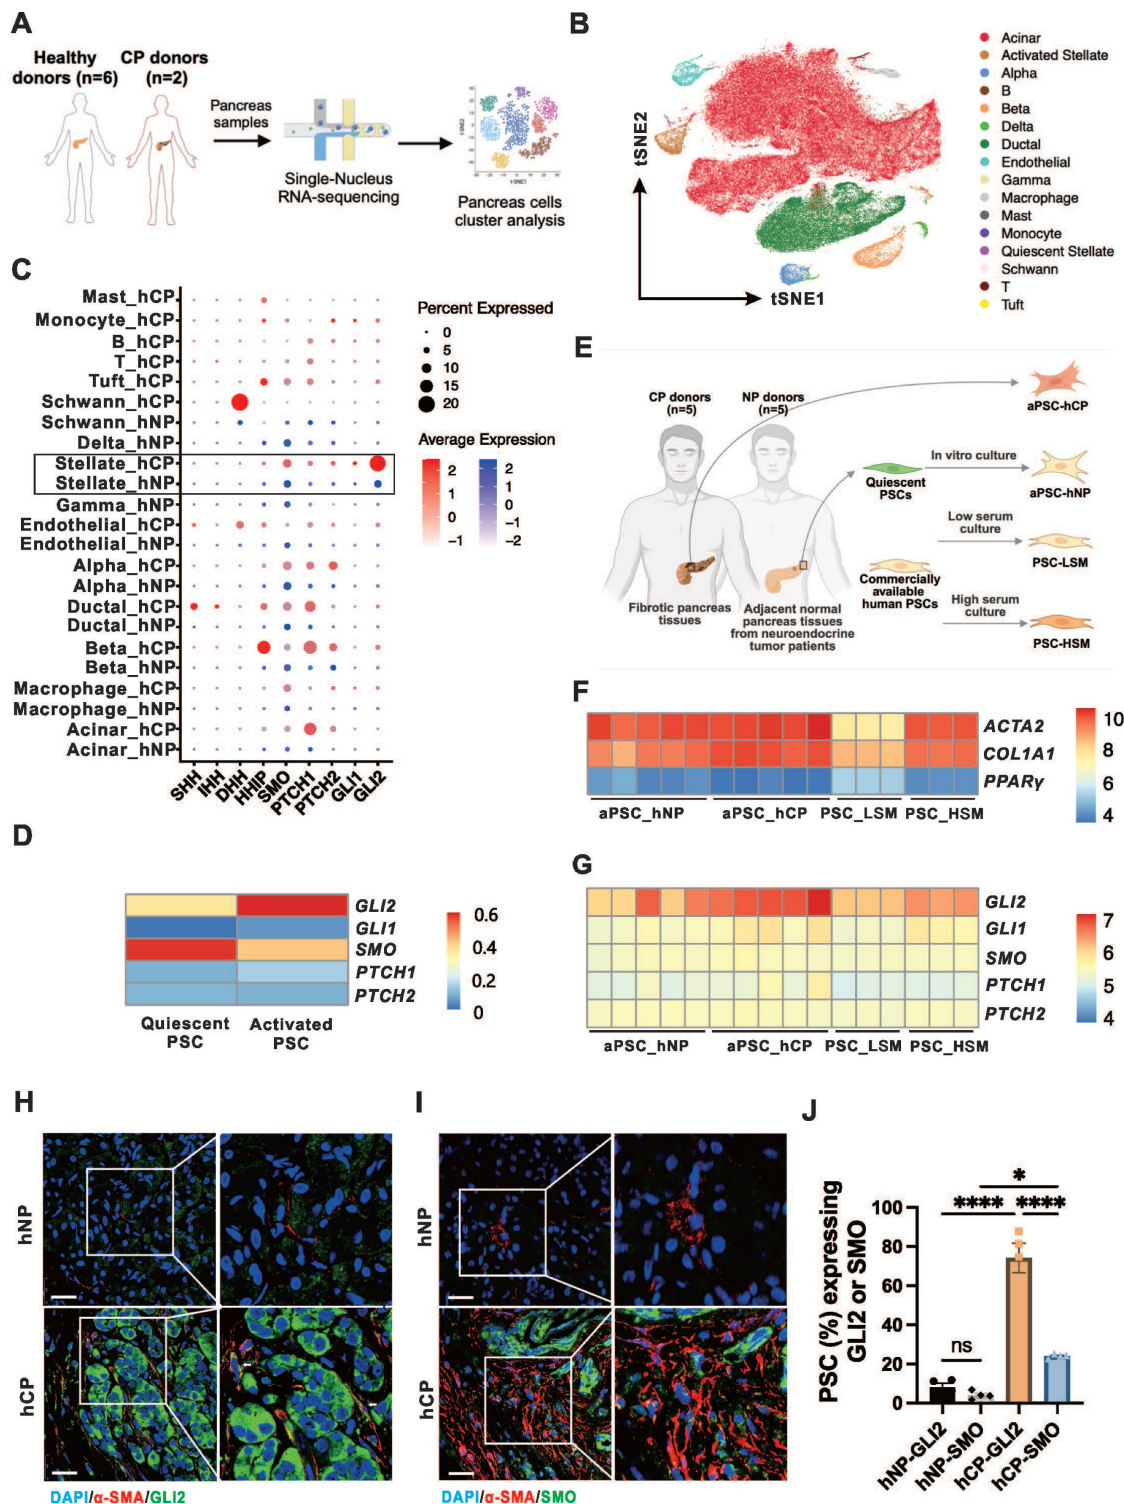 A
Healthy
donors (n=6)
CP donors
(n=2)
Pancreas
samples
Single-Nucleus
RNA-sequencing
tSNE2
tSNE1
Pancreas cells
cluster analysis
B
tSNE2
tSNE1
Acinar
Activated Stellate
Alpha
B
Beta
Delta
Ductal
Endothelial
Gamma
Macrophage
Mast
Monocyte
Quiescent Stellate
Schwann
T
Tuft
C
Mast_hCP
Monocyte_hCP
B_hCP
T_hCP
Tuft_hCP
Schwann_hCP
Schwann_hNP
Delta_hNP
Stellate_hCP
Stellate_hNP
Gamma_hNP
Endothelial_hCP
Endothelial_hNP
Alpha_hCP
Alpha_hNP
Ductal_hCP
Ductal_hNP
Beta_hCP
Beta_hNP
Macrophage_hCP
Macrophage_hNP
Acinar_hCP
Acinar_hNP
SHH
IHH
DHH
HHIP
SMO
PTCH1
PTCH2
GLI1
GLI2
Percent Expressed
0
5
10
15
20
Average Expression
2
1
0
−1
2
1
0
−1
−2
D
GLI2
GLI1
SMO
PTCH1
PTCH2
Quiescent
PSC
Activated
PSC
0.6
0.4
0.2
0
E
CP donors
(n=5)
NP donors
(n=5)
aPSC-hCP
Quiescent
PSCs
In vitro culture
aPSC-hNP
Low serum
culture
PSC-LSM
Commercially
available
human PSCs
High serum
culture
PSC-HSM
Fibrotic pancreas
tissues
Adjacent normal
pancreas tissues
from neuroendocrine
tumor patients
F
ACTA2
COL1A1
PPARγ
aPSC_hNP
aPSC_hCP
PSC_LSM
PSC_HSM
10
8
6
4
G
GLI2
GLI1
SMO
PTCH1
PTCH2
aPSC_hNP
aPSC_hCP
PSC_LSM
PSC_HSM
7
6
5
4
H
hNP
hCP
DAPI/α-SMA/GLI2
I
hNP
hCP
DAPI/α-SMA/SMO
J
PSC (%) expressing
GLI2 or SMO
100
80
60
40
20
0
*
**** ****
ns
hNP-GLI2
hNP-SMO
hCP-GLI2
hCP-SMO